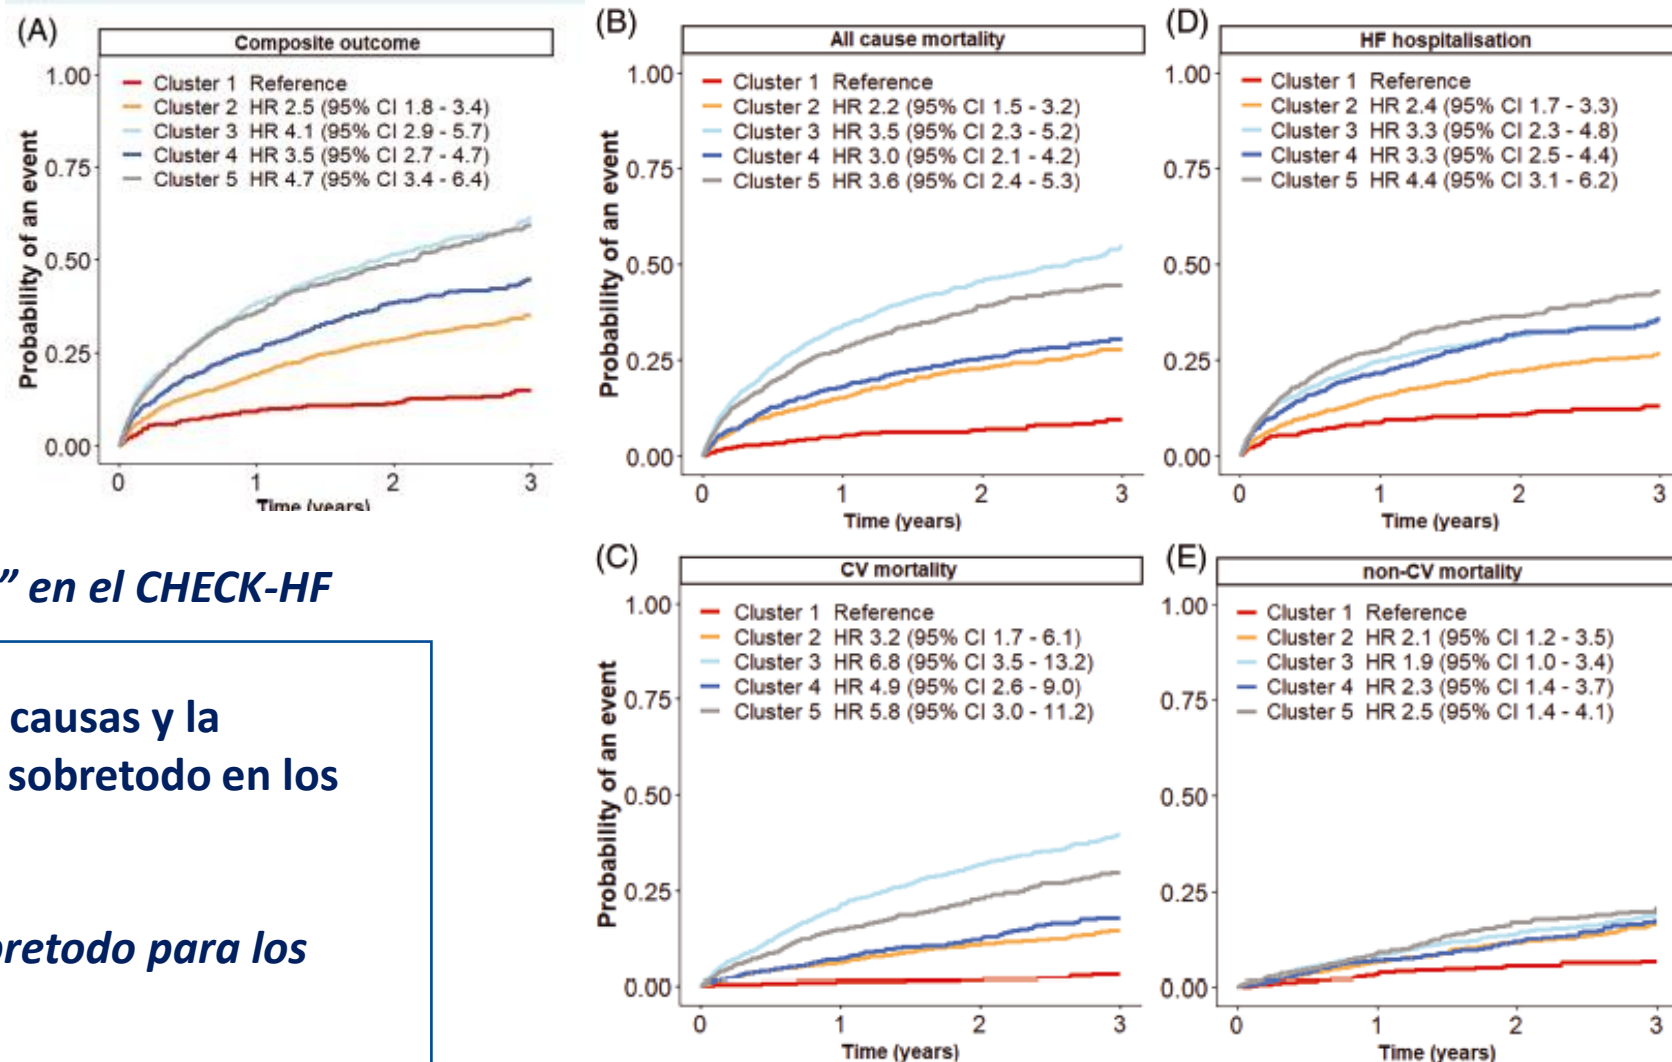 (A)
Composite outcome
1.00
0.75
0.50
0.25
0.00
Probability of an event
Cluster 1 Reference
Cluster 2 HR 2.5 (95% CI 1.8 - 3.4)
Cluster 3 HR 4.1 (95% CI 2.9 - 5.7)
Cluster 4 HR 3.5 (95% CI 2.7 - 4.7)
Cluster 5 HR 4.7 (95% CI 3.4 - 6.4)
0 1 2 3
Time (years)
(B)
All cause mortality
1.00
0.75
0.50
0.25
0.00
Probability of an event
Cluster 1 Reference
Cluster 2 HR 2.2 (95% CI 1.5 - 3.2)
Cluster 3 HR 3.5 (95% CI 2.3 - 5.2)
Cluster 4 HR 3.0 (95% CI 2.1 - 4.2)
Cluster 5 HR 3.6 (95% CI 2.4 - 5.3)
0 1 2 3
Time (years)
(D)
HF hospitalisation
1.00
0.75
0.50
0.25
0.00
Cluster 1 Reference
Cluster 2 HR 2.4 (95% CI 1.7 - 3.3)
Cluster 3 HR 3.3 (95% CI 2.3 - 4.8)
Cluster 4 HR 3.3 (95% CI 2.5 - 4.4)
Cluster 5 HR 4.4 (95% CI 3.1 - 6.2)
0 1 2 3
Time (years)
” en el CHECK-HF
causas y la
sobretodo en los
bretodo para los
(C)
CV mortality
1.00
0.75
0.50
0.25
0.00
Probability of an event
Cluster 1 Reference
Cluster 2 HR 3.2 (95% CI 1.7 - 6.1)
Cluster 3 HR 6.8 (95% CI 3.5 - 13.2)
Cluster 4 HR 4.9 (95% CI 2.6 - 9.0)
Cluster 5 HR 5.8 (95% CI 3.0 - 11.2)
0 1 2 3
Time (years)
(E)
non-CV mortality
1.00
0.75
0.50
0.25
0.00
Cluster 1 Reference
Cluster 2 HR 2.1 (95% CI 1.2 - 3.5)
Cluster 3 HR 1.9 (95% CI 1.0 - 3.4)
Cluster 4 HR 2.3 (95% CI 1.4 - 3.7)
Cluster 5 HR 2.5 (95% CI 1.4 - 4.1)
0 1 2 3
Time (years)